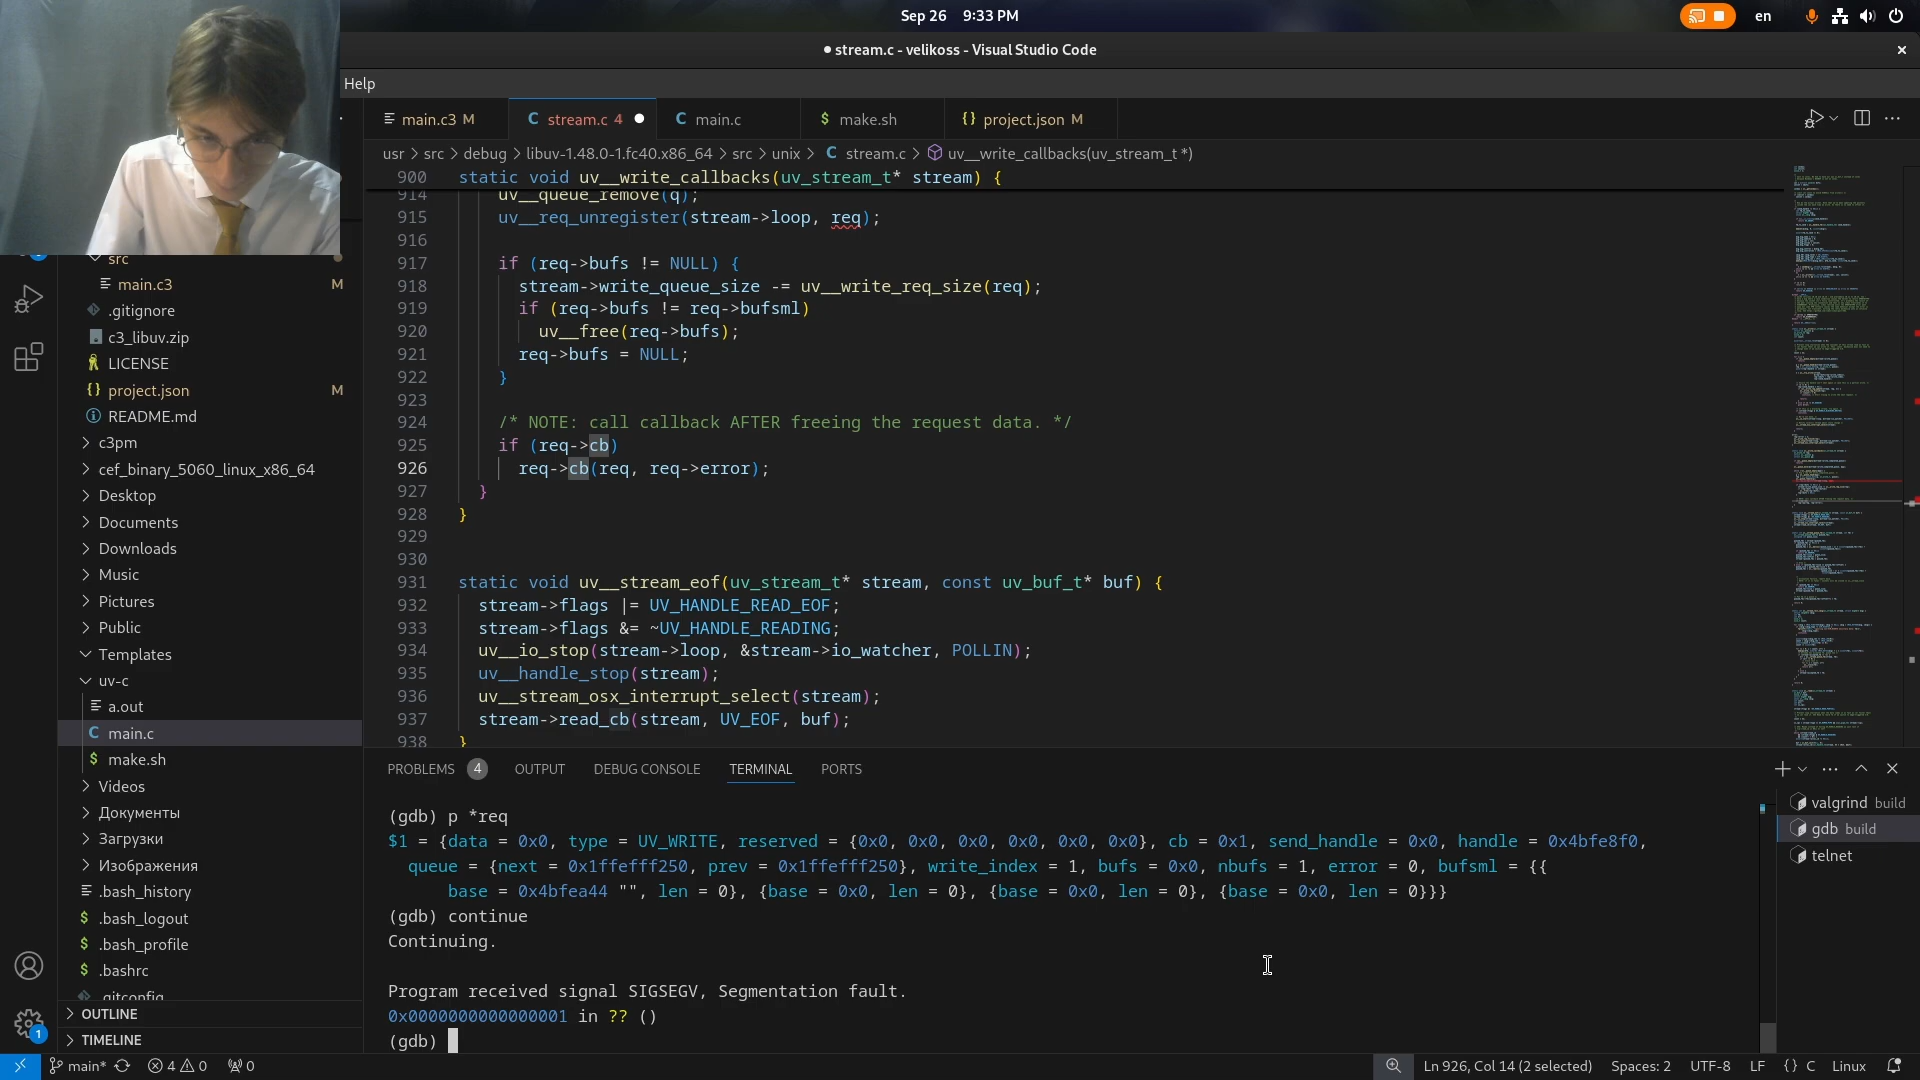 Sep 26 9:33 PM
en
stream.c - velikoss - Visual Studio Code
Help
main.c3 M
stream.c 4
main.c
make.sh
project.json M
usr > src > debug > libuv-1.48.0-1.fc40.x86_64 > src > unix > stream.c > uv__write_callbacks(uv_stream_t *)
900 static void uv__write_callbacks(uv_stream_t* stream) {
914 uv__queue_remove(q);
915 uv__req_unregister(stream->loop, req);
916
917 if (req->bufs != NULL) {
918 stream->write_queue_size -= uv__write_req_size(req);
919 if (req->bufs != req->bufsml)
920 uv__free(req->bufs);
921 req->bufs = NULL;
922 }
923
924 /* NOTE: call callback AFTER freeing the request data. */
925 if (req->cb)
926 req->cb(req, req->error);
927 }
928 }
929
930
931 static void uv__stream_eof(uv_stream_t* stream, const uv_buf_t* buf) {
932 stream->flags |= UV_HANDLE_READ_EOF;
933 stream->flags &= ~UV_HANDLE_READING;
934 uv__io_stop(stream->loop, &stream->io_watcher, POLLIN);
935 uv__handle_stop(stream);
936 uv__stream_osx_interrupt_select(stream);
937 stream->read_cb(stream, UV_EOF, buf);
938 }
src
main.c3 M
.gitignore
c3_libuv.zip
LICENSE
project.json M
README.md
c3pm
cef_binary_5060_linux_x86_64
Desktop
Documents
Downloads
Music
Pictures
Public
Templates
uv-c
a.out
main.c
make.sh
Videos
Документы
Загрузки
Изображения
.bash_history
.bash_logout
.bash_profile
.bashrc
.gitconfig
OUTLINE
TIMELINE
1
PROBLEMS 4 OUTPUT DEBUG CONSOLE TERMINAL PORTS
(gdb) p *req
$1 = {data = 0x0, type = UV_WRITE, reserved = {0x0, 0x0, 0x0, 0x0, 0x0, 0x0}, cb = 0x1, send_handle = 0x0, handle = 0x4bfe8f0,
queue = {next = 0x1ffefff250, prev = 0x1ffefff250}, write_index = 1, bufs = 0x0, nbufs = 1, error = 0, bufsml = {{
base = 0x4bfea44 "", len = 0}, {base = 0x0, len = 0}, {base = 0x0, len = 0}, {base = 0x0, len = 0}}}
(gdb) continue
Continuing.
Program received signal SIGSEGV, Segmentation fault.
0x0000000000000001 in ?? ()
(gdb)
valgrind build
gdb build
telnet
main* 4 0 0
Ln 926, Col 14 (2 selected) Spaces: 2 UTF-8 LF {} C Linux